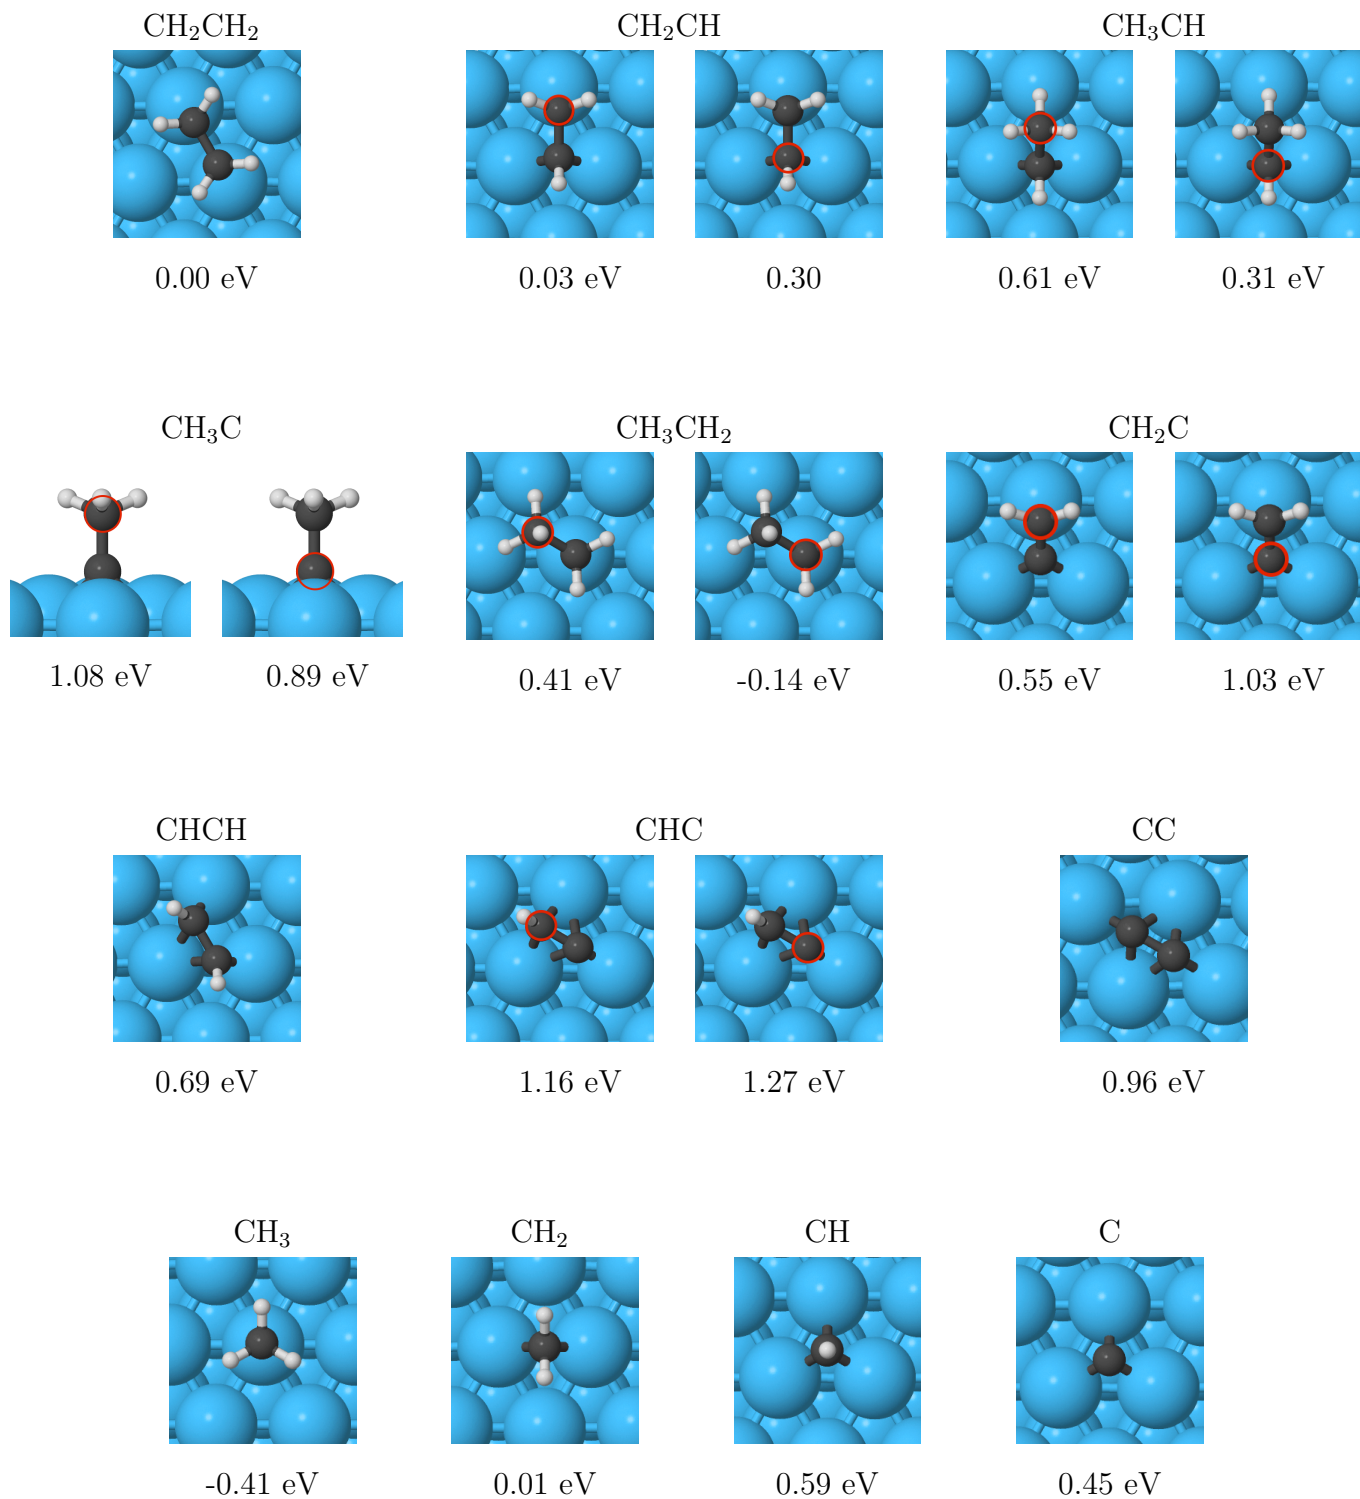 CH₂CH₂ CH₂CH CH₃CH
0.00 eV 0.03 eV 0.30 0.61 eV 0.31 eV
CH₃C CH₃CH₂ CH₂C
1.08 eV 0.89 eV 0.41 eV -0.14 eV 0.55 eV 1.03 eV
CHCH CHC CC
0.69 eV 1.16 eV 1.27 eV 0.96 eV
CH₃ CH₂ CH C
-0.41 eV 0.01 eV 0.59 eV 0.45 eV